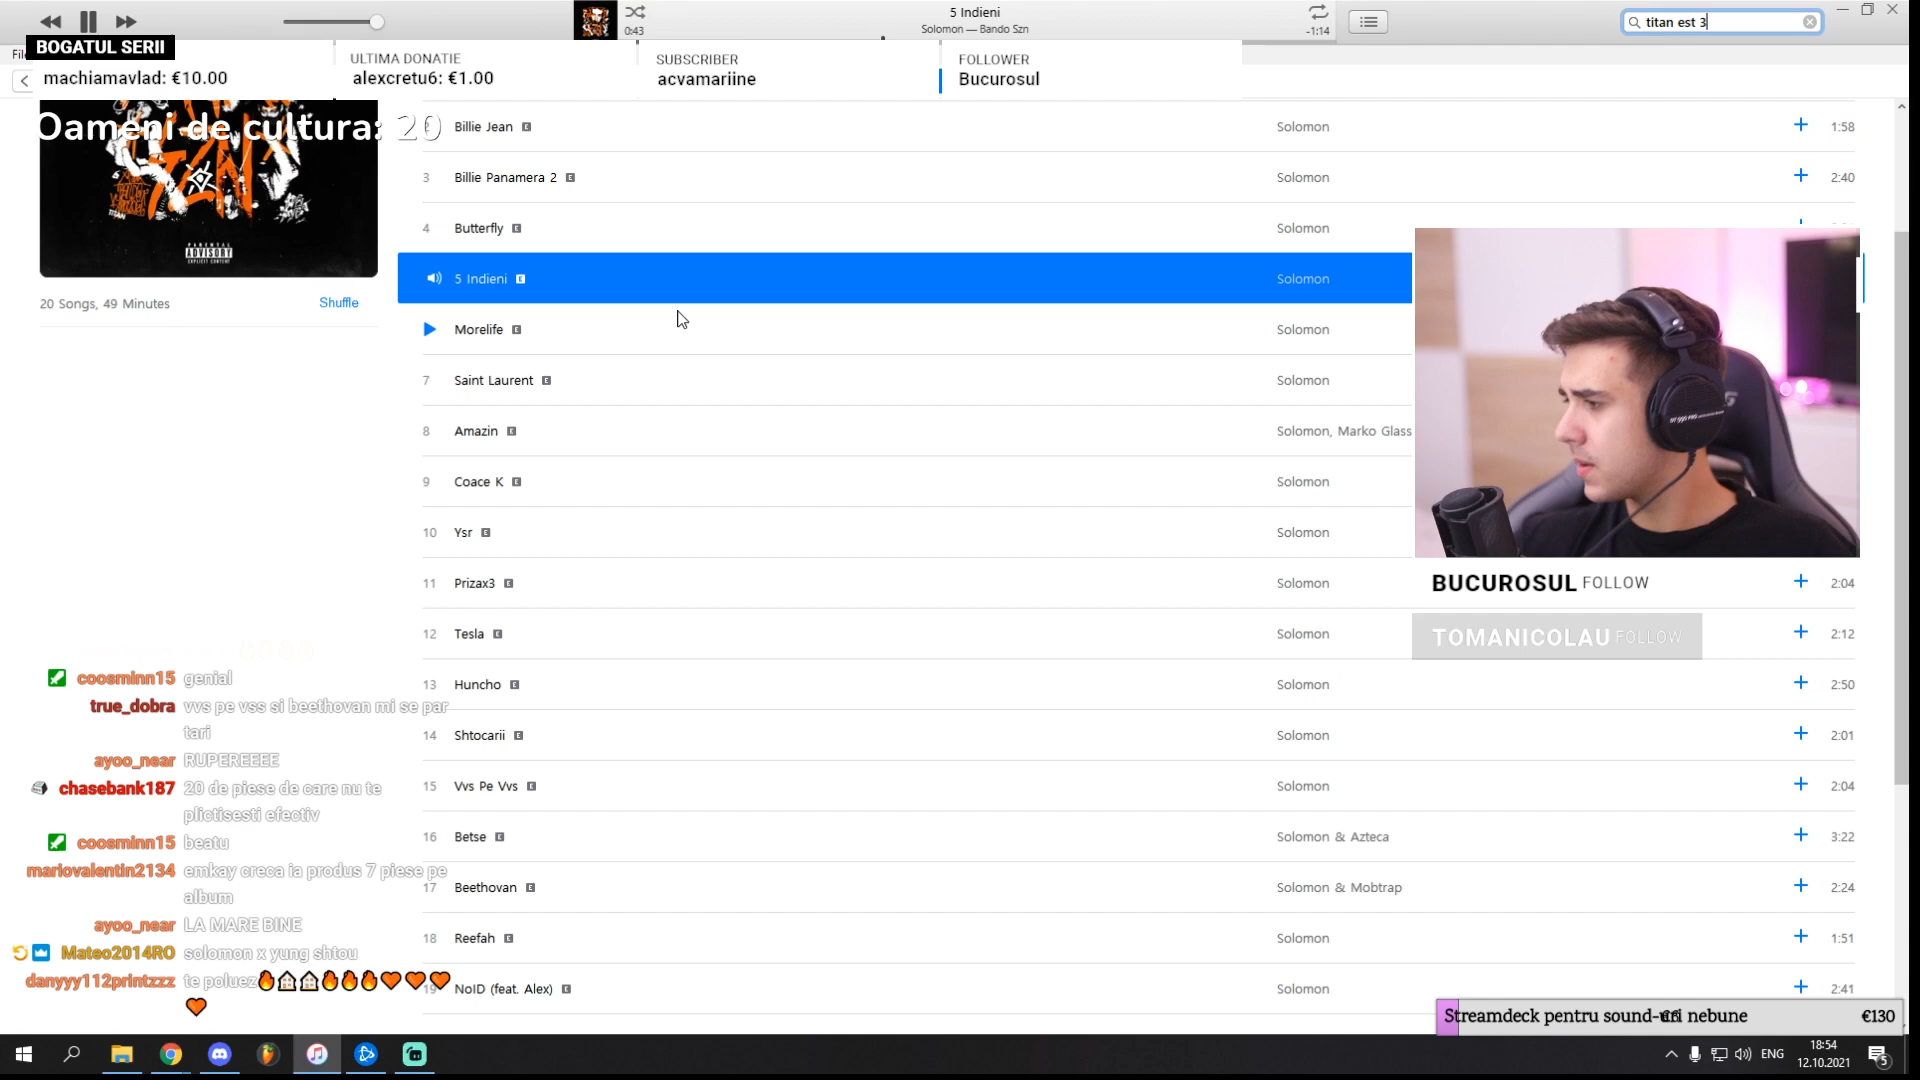 5 Indieni
Solomon — Bando Szn
0:43
-1:14
titan est 3
BOGATUL SERII
machiamavlad: €10.00
ULTIMA DONATIE
alexcretu6: €1.00
SUBSCRIBER
acvamariine
FOLLOWER
Bucurosul
Oameni de cultura: 20
PARENTAL
ADVISORY
EXPLICIT CONTENT
20 Songs, 49 Minutes
Shuffle
Billie Jean E Solomon 1:58
3 Billie Panamera 2 E Solomon 2:40
4 Butterfly E Solomon
5 Indieni E Solomon
Morelife E Solomon
7 Saint Laurent E Solomon
8 Amazin E Solomon, Marko Glass
9 Coace K E Solomon
10 Ysr E Solomon
11 Prizax3 E Solomon 2:04
12 Tesla E Solomon 2:12
13 Huncho E Solomon 2:50
14 Shtocarii E Solomon 2:01
15 Vvs Pe Vvs E Solomon 2:04
16 Betse E Solomon & Azteca 3:22
17 Beethovan E Solomon & Mobtrap 2:24
18 Reefah E Solomon 1:51
19 NoID (feat. Alex) E Solomon 2:41
BUCUROSUL FOLLOW
TOMANICOLAU FOLLOW
coosminn15 genial
true_dobra vvs pe vss si beethovan mi se par
tari
ayoo_near RUPEREEEE
chasebank187 20 de piese de care nu te
plictisesti efectiv
coosminn15 beatu
mariovalentin2134 emkay creca ia produs 7 piese pe
album
ayoo_near LA MARE BINE
Mateo2014RO solomon x yung shtou
danyyy112printzzz te poluez🔥🏠🏠🔥🔥🔥🧡🧡🧡
🧡
Streamdeck pentru sound-uri nebune €130
ENG
18:54
12.10.2021
5